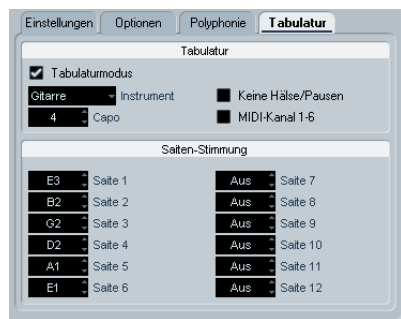 Einstellungen Optionen Polyphonie Tabulatur
Tabulatur
Tabulaturmodus
Gitarre Instrument Keine Hälse/Pausen
4 Capo MIDI-Kanal 1-6
Saiten-Stimmung
E3 Saite 1 Aus Saite 7
B2 Saite 2 Aus Saite 8
G2 Saite 3 Aus Saite 9
D2 Saite 4 Aus Saite 10
A1 Saite 5 Aus Saite 11
E1 Saite 6 Aus Saite 12